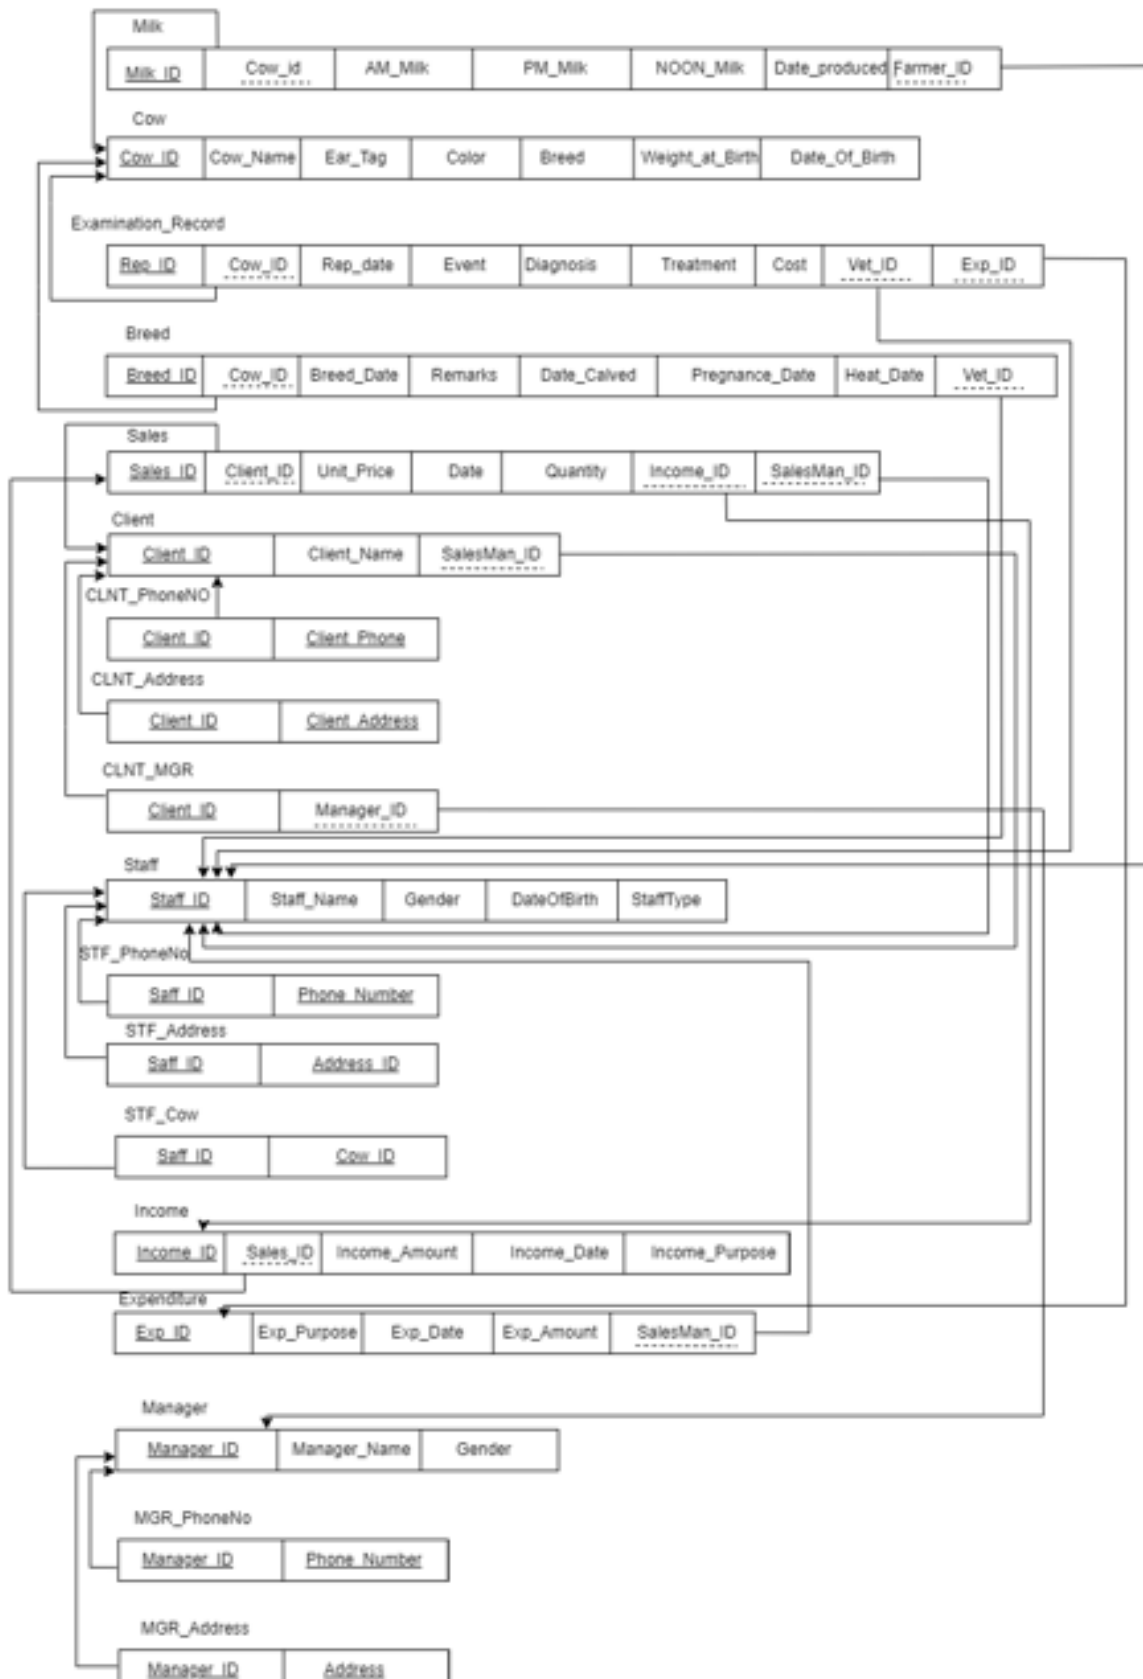 Milk
Milk_ID Cow_id AM_Milk PM_Milk NOON_Milk Date_produced Farmer_ID
Cow
Cow_ID Cow_Name Ear_Tag Color Breed Weight_at_Birth Date_Of_Birth
Examination_Record
Rep_ID Cow_ID Rep_date Event Diagnosis Treatment Cost Vet_ID Exp_ID
Breed
Breed_ID Cow_ID Breed_Date Remarks Date_Calved Pregnance_Date Heat_Date Vet_ID
Sales
Sales_ID Client_ID Unit_Price Date Quantity Income_ID SalesMan_ID
Client
Client_ID Client_Name SalesMan_ID
CLNT_PhoneNO
Client_ID Client_Phone
CLNT_Address
Client_ID Client_Address
CLNT_MGR
Client_ID Manager_ID
Staff
Staff_ID Staff_Name Gender DateOfBirth StaffType
STF_PhoneNo
Saff_ID Phone_Number
STF_Address
Saff_ID Address_ID
STF_Cow
Saff_ID Cow_ID
Income
Income_ID Sales_ID Income_Amount Income_Date Income_Purpose
Expenditure
Exp_ID Exp_Purpose Exp_Date Exp_Amount SalesMan_ID
Manager
Manager_ID Manager_Name Gender
MGR_PhoneNo
Manager_ID Phone_Number
MGR_Address
Manager_ID Address